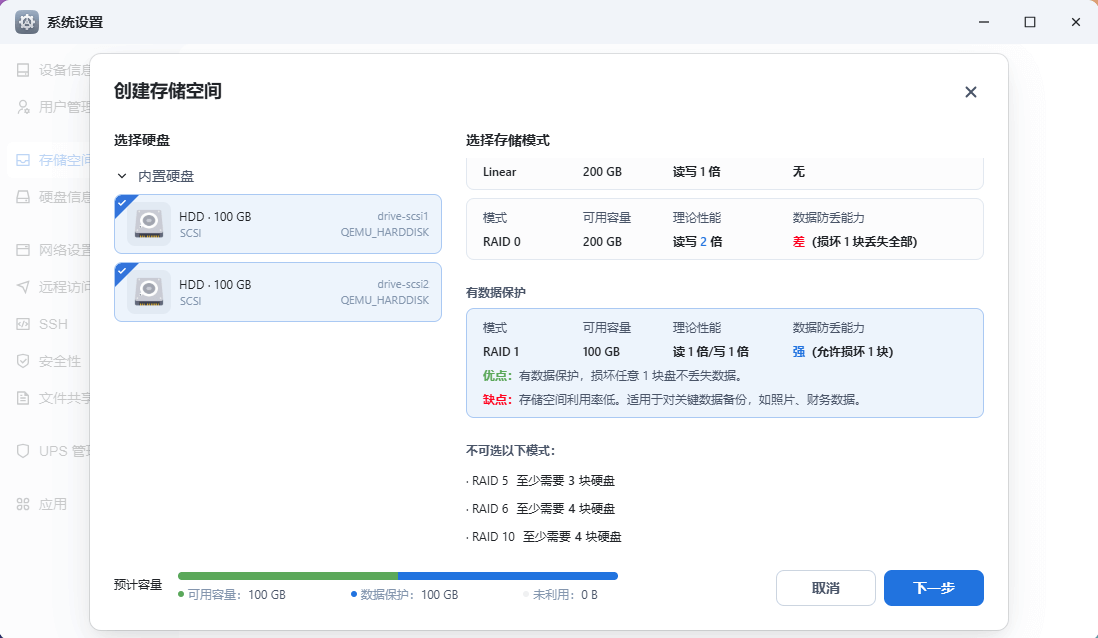 系统设置
设备信息
用户管理
存储空间
硬盘信息
网络设置
远程访问
SSH
安全性
文件共享
UPS 管理
应用
创建存储空间
选择硬盘
内置硬盘
HDD · 100 GB drive-scsi1
SCSI QEMU_HARDDISK
HDD · 100 GB drive-scsi2
SCSI QEMU_HARDDISK
选择存储模式
Linear 200 GB 读写 1 倍 无
模式 可用容量 理论性能 数据防丢能力
RAID 0 200 GB 读写 2 倍 差 (损坏 1 块丢失全部)
有数据保护
模式 可用容量 理论性能 数据防丢能力
RAID 1 100 GB 读 1 倍/写 1 倍 强 (允许损坏 1 块)
优点：有数据保护，损坏任意 1 块盘不丢失数据。
缺点：存储空间利用率低。适用于对关键数据备份，如照片、财务数据。
不可选以下模式：
· RAID 5 至少需要 3 块硬盘
· RAID 6 至少需要 4 块硬盘
· RAID 10 至少需要 4 块硬盘
预计容量
可用容量：100 GB 数据保护：100 GB 未利用：0 B
取消 下一步